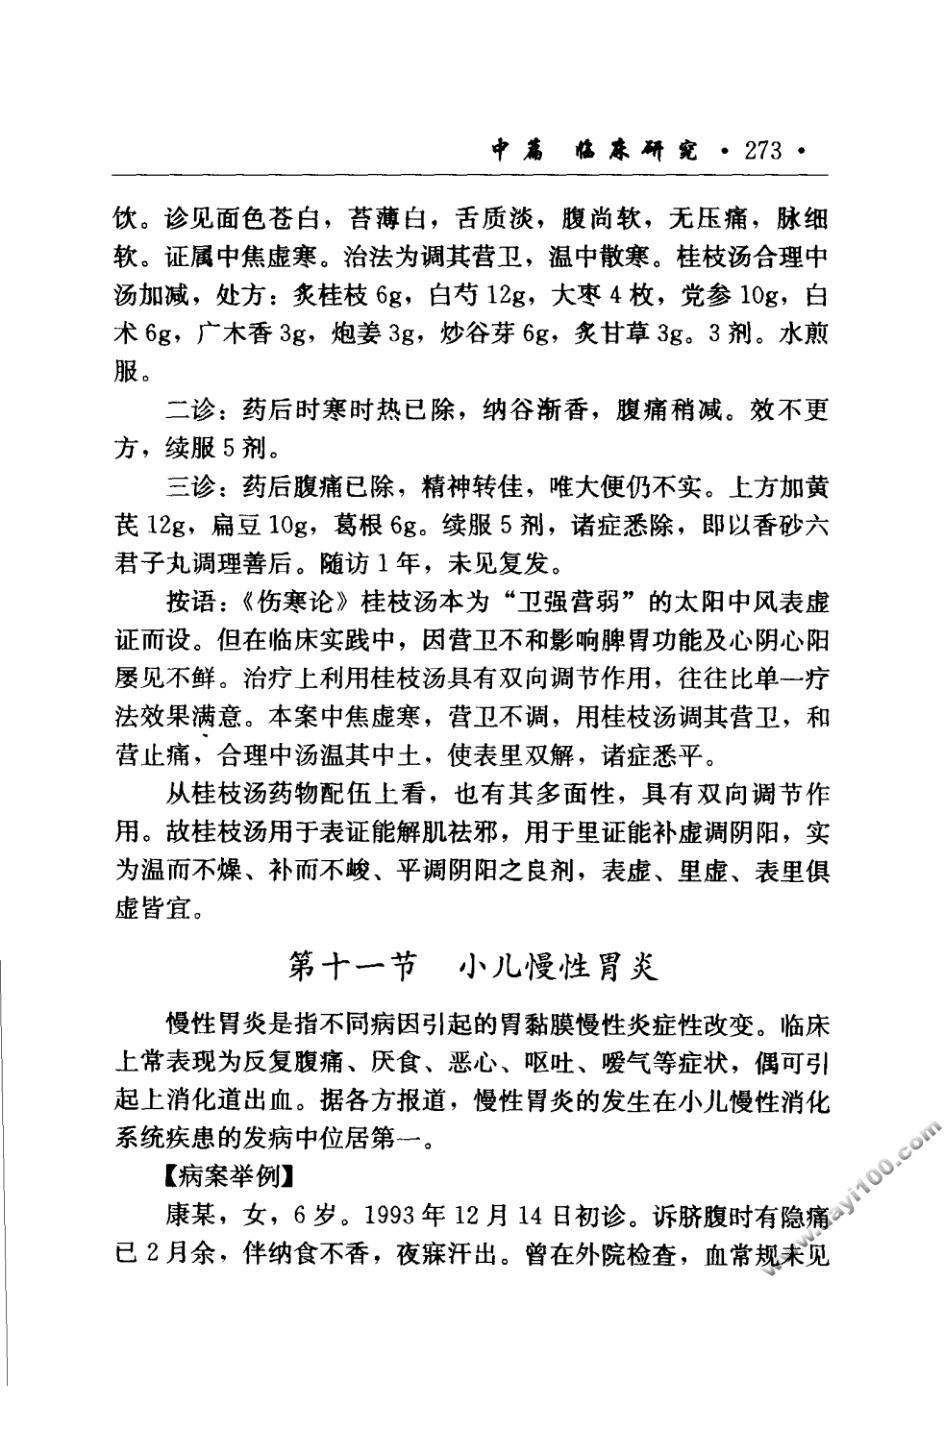 中篇 临床研究 · 273 ·
饮。诊见面色苍白，苔薄白，舌质淡，腹尚软，无压痛，脉细
软。证属中焦虚寒。治法为调其营卫，温中散寒。桂枝汤合理中
汤加减，处方：炙桂枝 6g，白芍 12g，大枣 4 枚，党参 10g，白
术 6g，广木香 3g，炮姜 3g，炒谷芽 6g，炙甘草 3g。3 剂。水煎
服。
二诊：药后时寒时热已除，纳谷渐香，腹痛稍减。效不更
方，续服 5 剂。
三诊：药后腹痛已除，精神转佳，唯大便仍不实。上方加黄
芪 12g，扁豆 10g，葛根 6g。续服 5 剂，诸症悉除，即以香砂六
君子丸调理善后。随访 1 年，未见复发。
按语：《伤寒论》桂枝汤本为“卫强营弱”的太阳中风表虚
证而设。但在临床实践中，因营卫不和影响脾胃功能及心阴心阳
屡见不鲜。治疗上利用桂枝汤具有双向调节作用，往往比单一疗
法效果满意。本案中焦虚寒，营卫不调，用桂枝汤调其营卫，和
营止痛，合理中汤温其中土，使表里双解，诸症悉平。
从桂枝汤药物配伍上看，也有其多面性，具有双向调节作
用。故桂枝汤用于表证能解肌祛邪，用于里证能补虚调阴阳，实
为温而不燥、补而不峻、平调阴阳之良剂，表虚、里虚、表里俱
虚皆宜。
第十一节 小儿慢性胃炎
慢性胃炎是指不同病因引起的胃黏膜慢性炎症性改变。临床
上常表现为反复腹痛、厌食、恶心、呕吐、嗳气等症状，偶可引
起上消化道出血。据各方报道，慢性胃炎的发生在小儿慢性消化
系统疾患的发病中位居第一。
【病案举例】
康某，女，6 岁。1993 年 12 月 14 日初诊。诉脐腹时有隐痛
已 2 月余，伴纳食不香，夜寐汗出。曾在外院检查，血常规未见